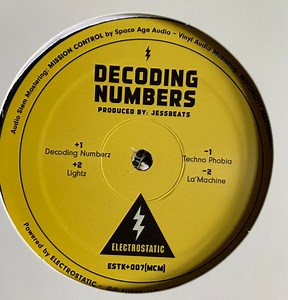 Audio Stem Mastering: MISSION CONTROL by Space Age Audio - Vinyl Audio
DECODING
NUMBERS
PRODUCED BY: JESSBEATS
+1
Decoding Numberz
+2
Lightz
-1
Techno Phobia
-2
La'Machine
ELECTROSTATIC
ESTK+007[MCM]
Powered by ELECTROSTATIC -